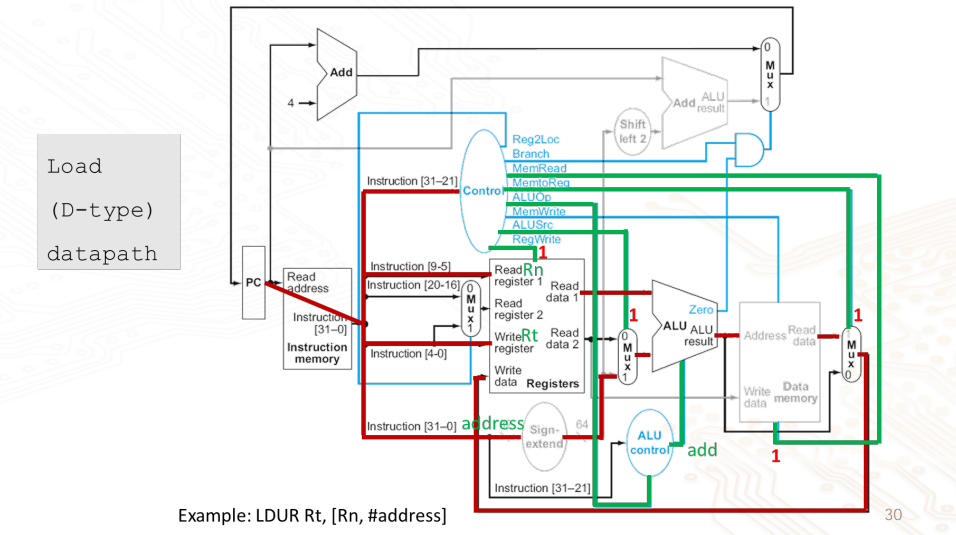 Load
(D-type)
datapath
Add
4
0
M
u
x
1
Add
ALU
result
Shift
left 2
Reg2Loc
Branch
MemRead
MemtoReg
ALUOp
MemWrite
ALUSrc
RegWrite
Control
Instruction [31–21]
1
PC
Read
address
Instruction
[31–0]
Instruction
memory
Instruction [9-5]
Instruction [20-16]
Instruction [4-0]
0
M
u
x
1
Rn
Read
register 1
Read
register 2
Rt
Write
register
Write
data
Read
data 1
Read
data 2
Registers
1
0
M
u
x
1
Zero
ALU
ALU
result
Address
Read
data
Write
data
Data
memory
1
1
M
u
x
0
1
Instruction [31–0]
address
Sign-
extend
64
ALU
control
add
Instruction [31–21]
Example: LDUR Rt, [Rn, #address]
30